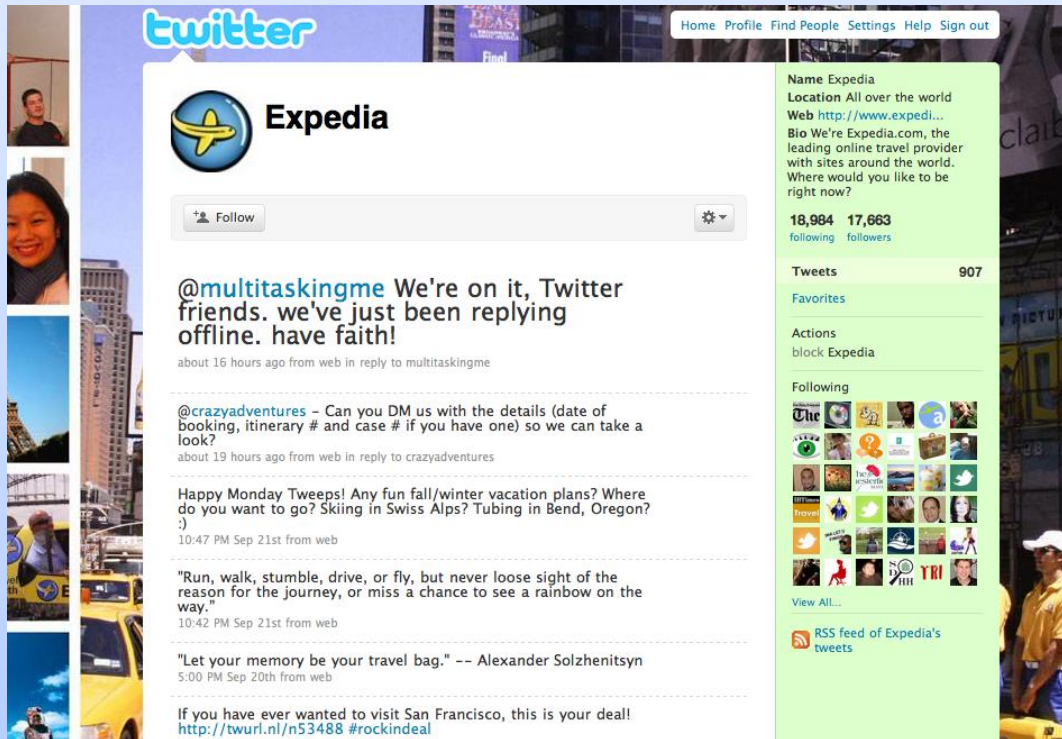 twitter
Home Profile Find People Settings Help Sign out
BEAST
Final
Expedia
Follow
@multitaskingme We're on it, Twitter
friends. we've just been replying
offline. have faith!
about 16 hours ago from web in reply to multitaskingme
@crazyadventures – Can you DM us with the details (date of
booking, itinerary # and case # if you have one) so we can take a
look?
about 19 hours ago from web in reply to crazyadventures
Happy Monday Tweeps! Any fun fall/winter vacation plans? Where
do you want to go? Skiing in Swiss Alps? Tubing in Bend, Oregon?
:)
10:47 PM Sep 21st from web
"Run, walk, stumble, drive, or fly, but never loose sight of the
reason for the journey, or miss a chance to see a rainbow on the
way."
10:42 PM Sep 21st from web
"Let your memory be your travel bag." -- Alexander Solzhenitsyn
5:00 PM Sep 20th from web
If you have ever wanted to visit San Francisco, this is your deal!
http://twurl.nl/n53488 #rockindeal
Name Expedia
Location All over the world
Web http://www.expedi...
Bio We're Expedia.com, the
leading online travel provider
with sites around the world.
Where would you like to be
right now?
18,984 17,663
following followers
Tweets 907
Favorites
Actions
block Expedia
Following
The
a
Travel
SD
HH
TRI
View All...
RSS feed of Expedia's
tweets
clai